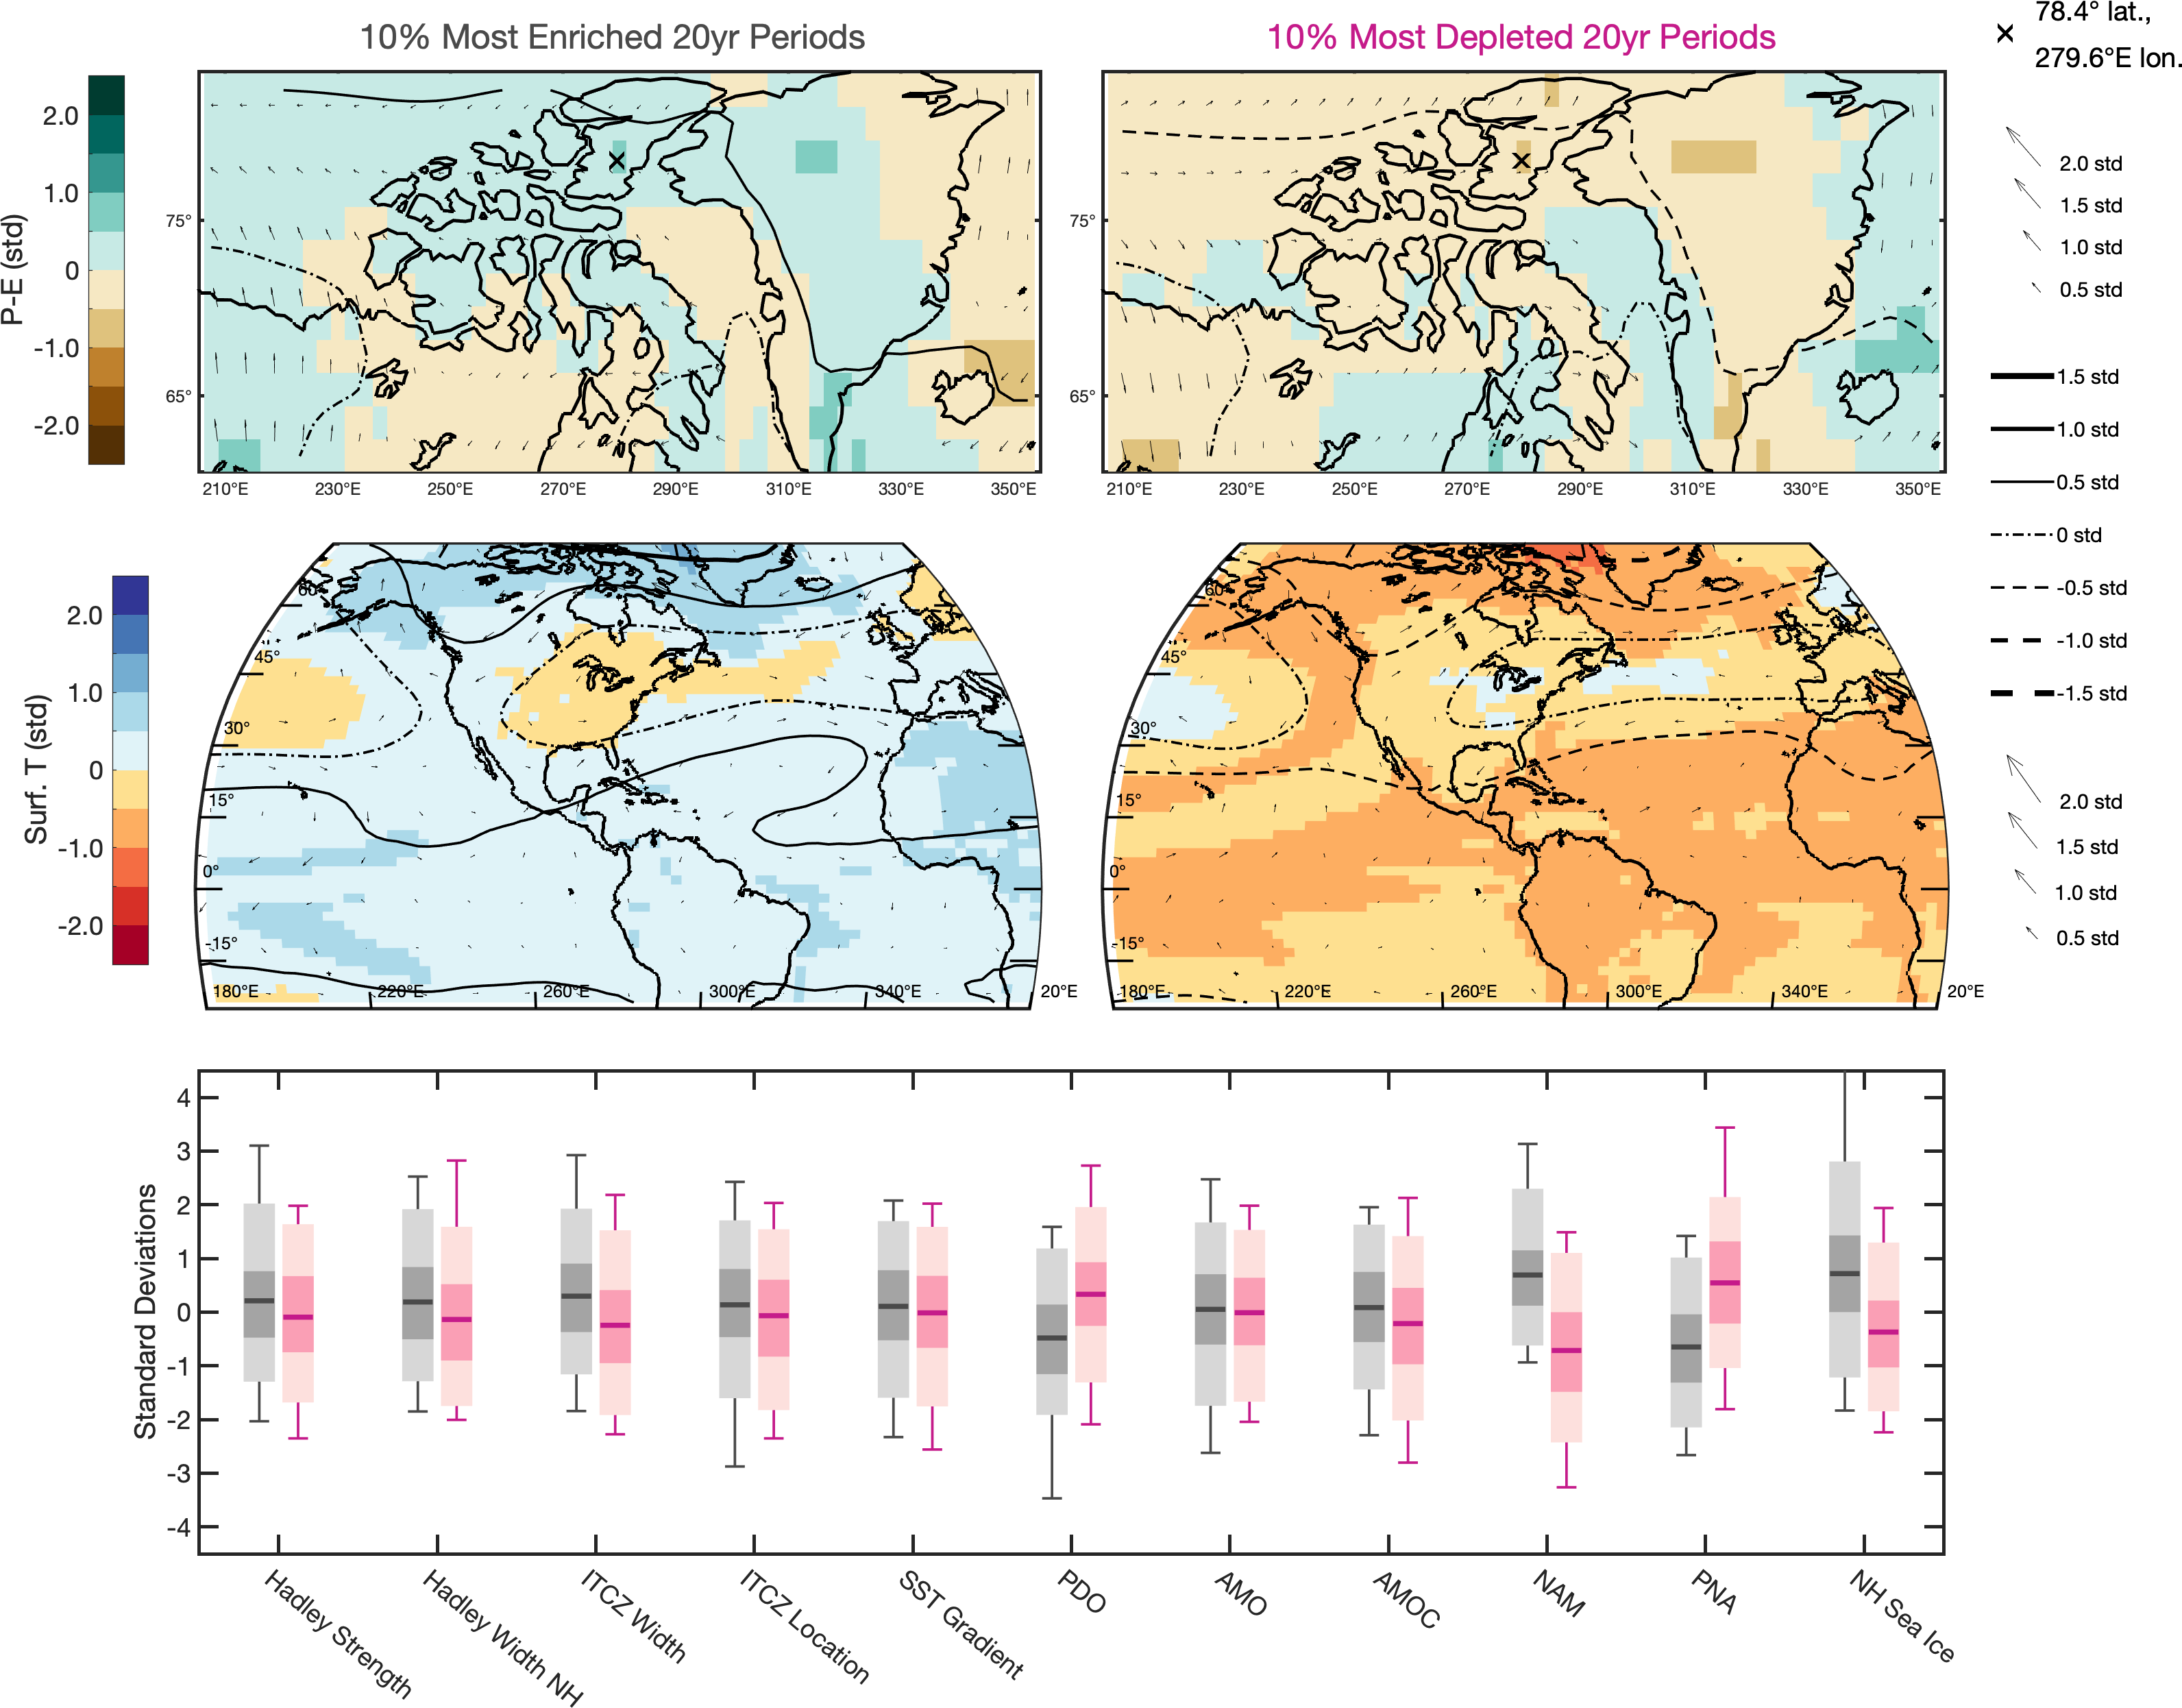 10% Most Enriched 20yr Periods
10% Most Depleted 20yr Periods
78.4° lat.,
279.6°E lon.
P-E (std)
2.0
1.0
0
-1.0
-2.0
75°
65°
210°E 230°E 250°E 270°E 290°E 310°E 330°E 350°E
75°
65°
210°E 230°E 250°E 270°E 290°E 310°E 330°E 350°E
2.0 std
1.5 std
1.0 std
0.5 std
1.5 std
1.0 std
0.5 std
0 std
-0.5 std
-1.0 std
-1.5 std
Surf. T (std)
2.0
1.0
0
-1.0
-2.0
60°
45°
30°
15°
0°
-15°
180°E 220°E 260°E 300°E 340°E 20°E
60°
45°
30°
15°
0°
-15°
180°E 220°E 260°E 300°E 340°E 20°E
2.0 std
1.5 std
1.0 std
0.5 std
Standard Deviations
4
3
2
1
0
-1
-2
-3
-4
Hadley Strength
Hadley Width NH
ITCZ Width
ITCZ Location
SST Gradient
PDO
AMO
AMOC
NAM
PNA
NH Sea Ice